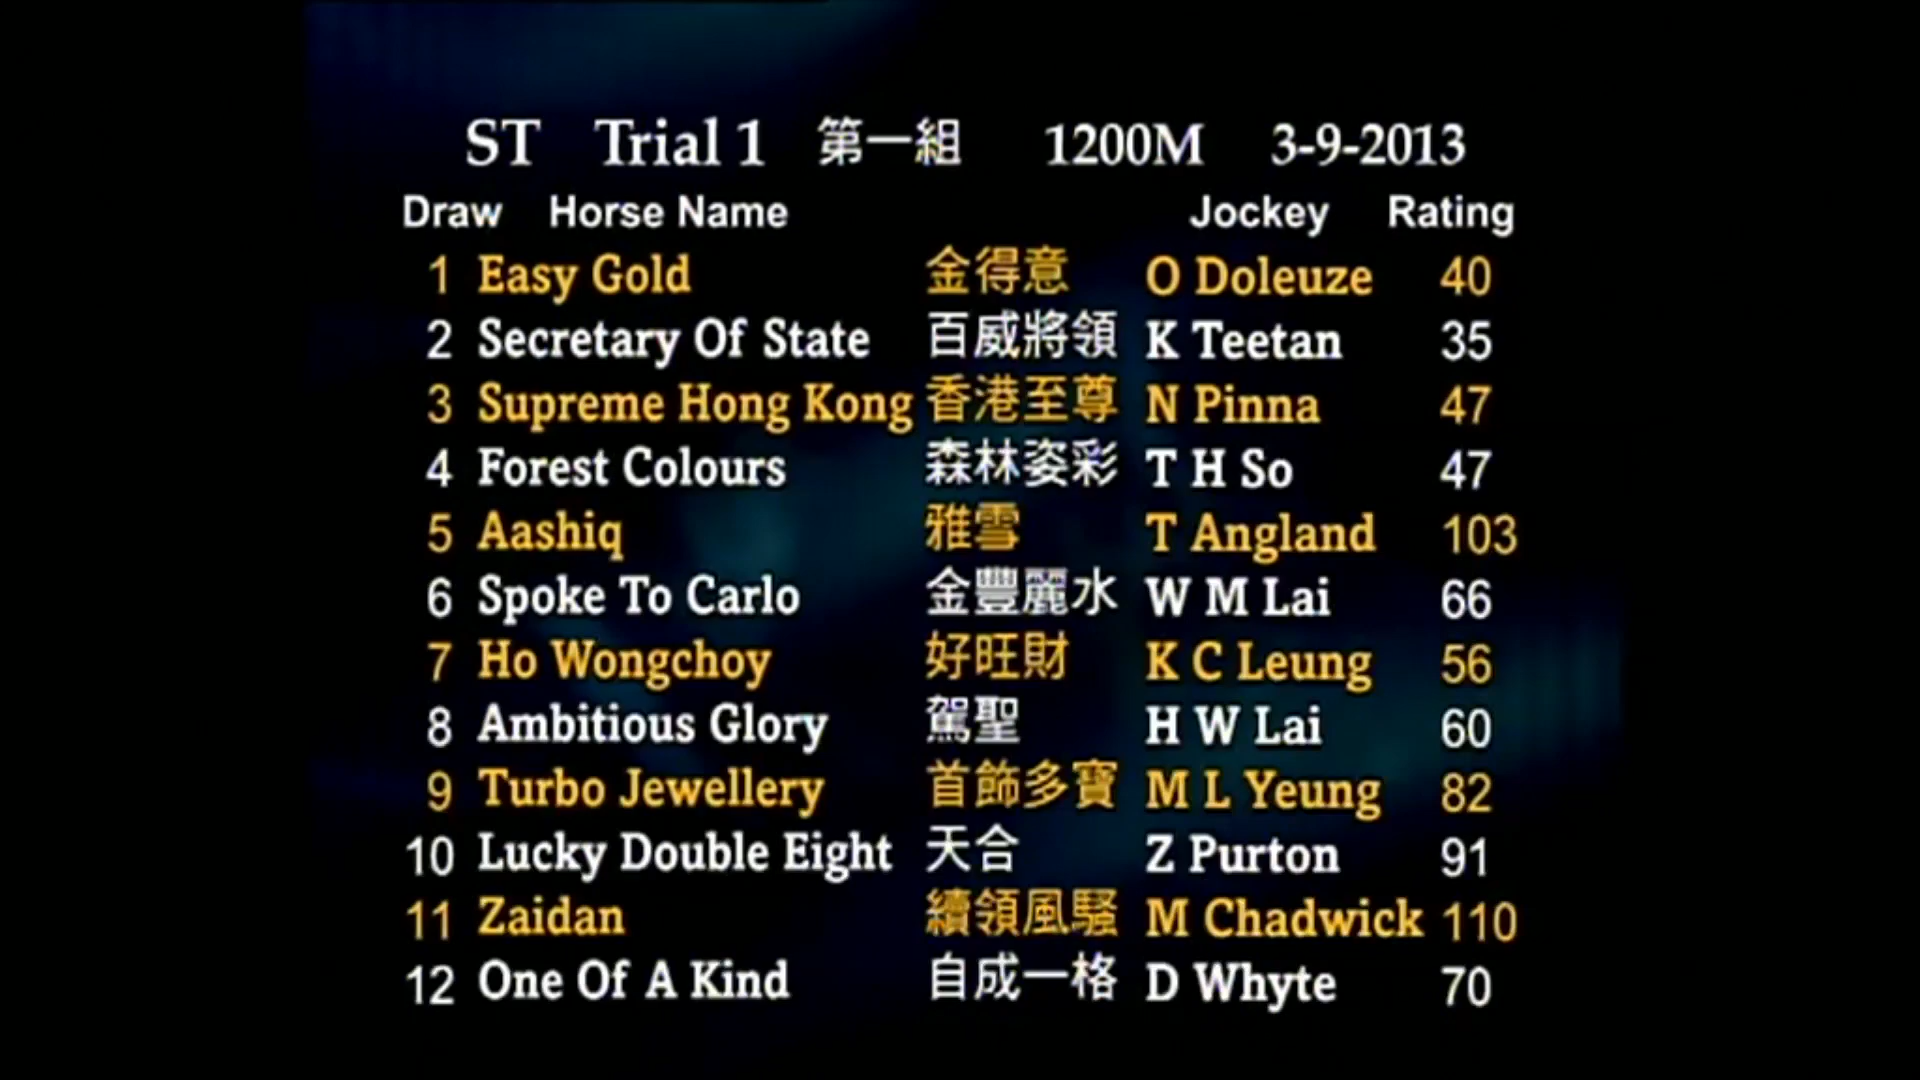 ST Trial 1 第一組 1200M 3-9-2013
Draw Horse Name Jockey Rating
1 Easy Gold 金得意 O Doleuze 40
2 Secretary Of State 百威將領 K Teetan 35
3 Supreme Hong Kong 香港至尊 N Pinna 47
4 Forest Colours 森林姿彩 T H So 47
5 Aashiq 雅雪 T Angland 103
6 Spoke To Carlo 金豐麗水 W M Lai 66
7 Ho Wongchoy 好旺財 K C Leung 56
8 Ambitious Glory 駕聖 H W Lai 60
9 Turbo Jewellery 首飾多寶 M L Yeung 82
10 Lucky Double Eight 天合 Z Purton 91
11 Zaidan 續領風騷 M Chadwick 110
12 One Of A Kind 自成一格 D Whyte 70